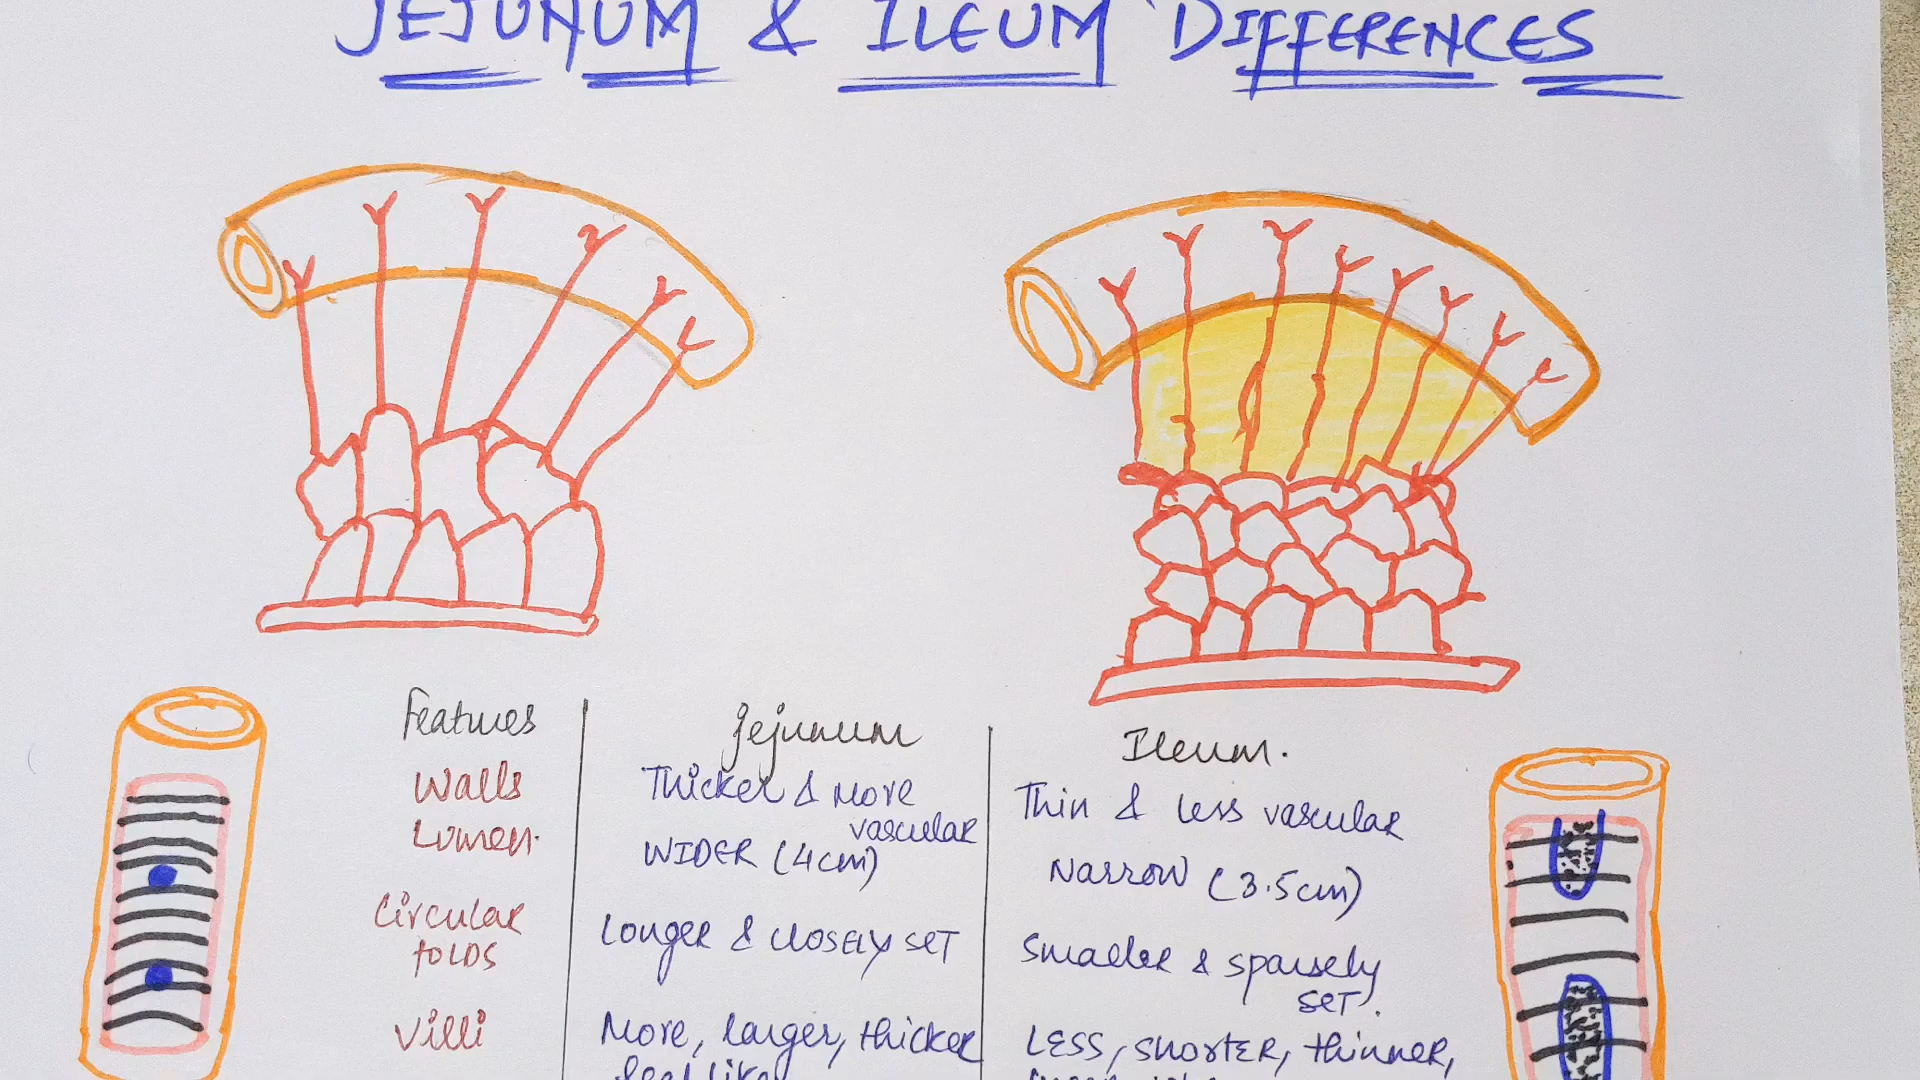 JEJUNUM & ILEUM DIFFERENCES
Features Jejunum Ileum.
Walls Thicker & More vascular Thin & less vascular
Lumen. WIDER (4cm) Narrow (3.5cm)
Circular folds Longer & closely set Smaller & sparsely set.
Villi More, larger, thicker Less, shorter, thinner,